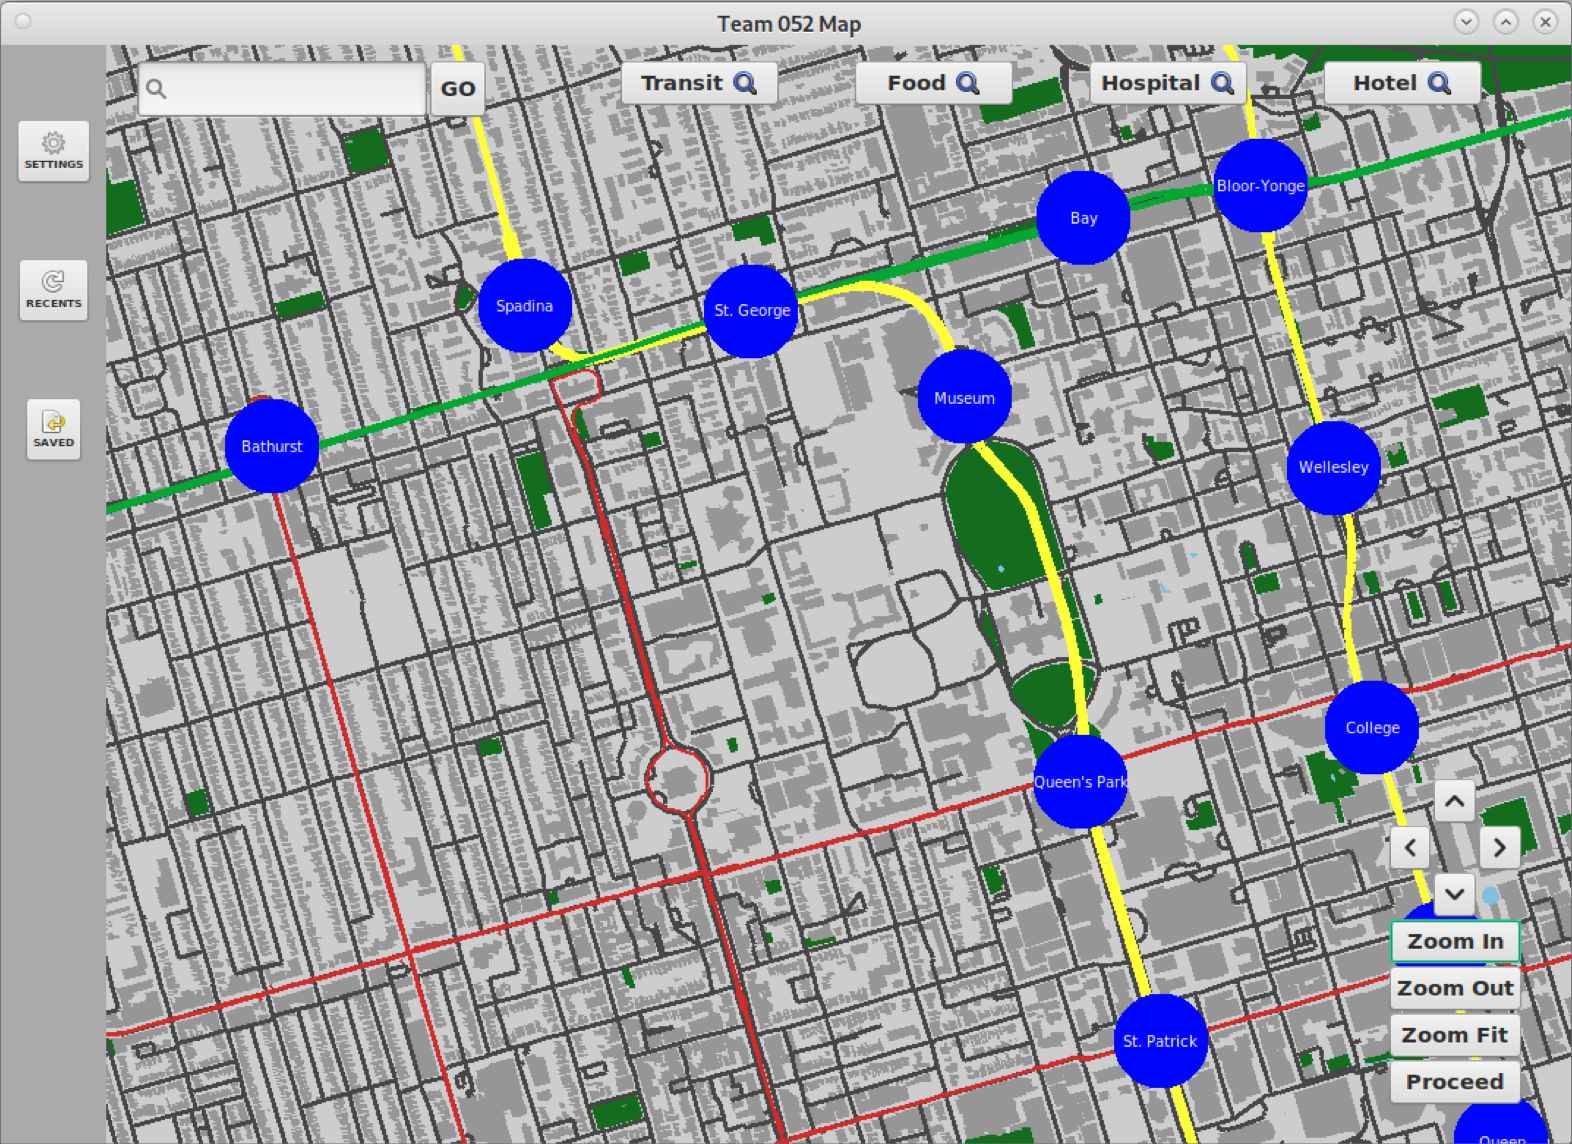 Team 052 Map
GO
Transit
Food
Hospital
Hotel
SETTINGS
RECENTS
SAVED
Bloor-Yonge
Bay
Spadina
St. George
Museum
Bathurst
Wellesley
College
Queen's Park
St. Patrick
Zoom In
Zoom Out
Zoom Fit
Proceed
Queen